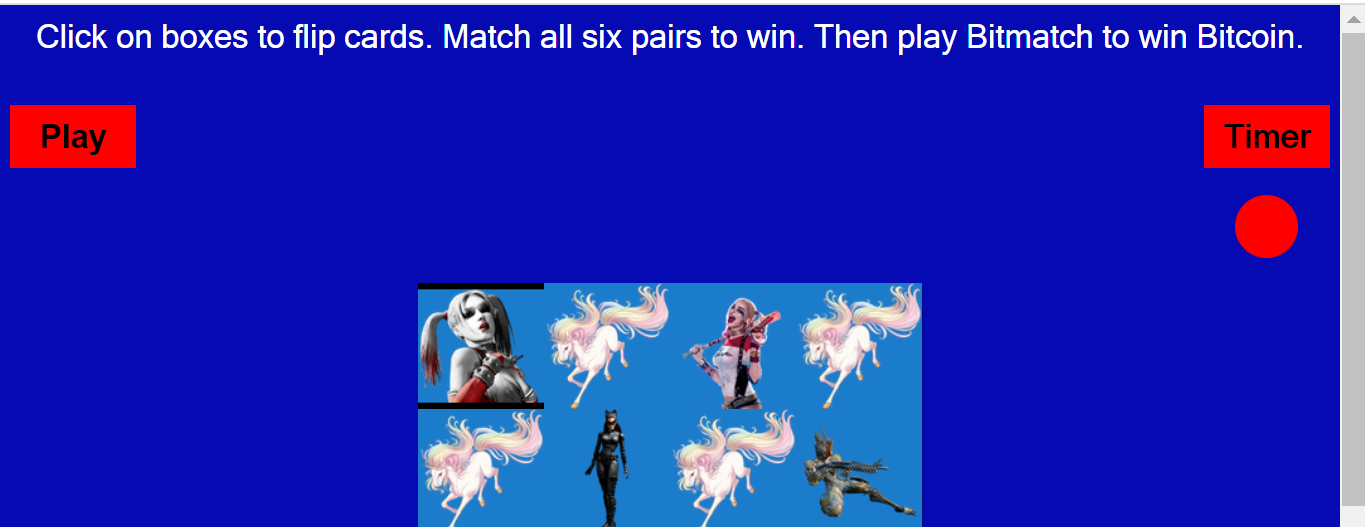 Click on boxes to flip cards. Match all six pairs to win. Then play Bitmatch to win Bitcoin.
Play
Timer